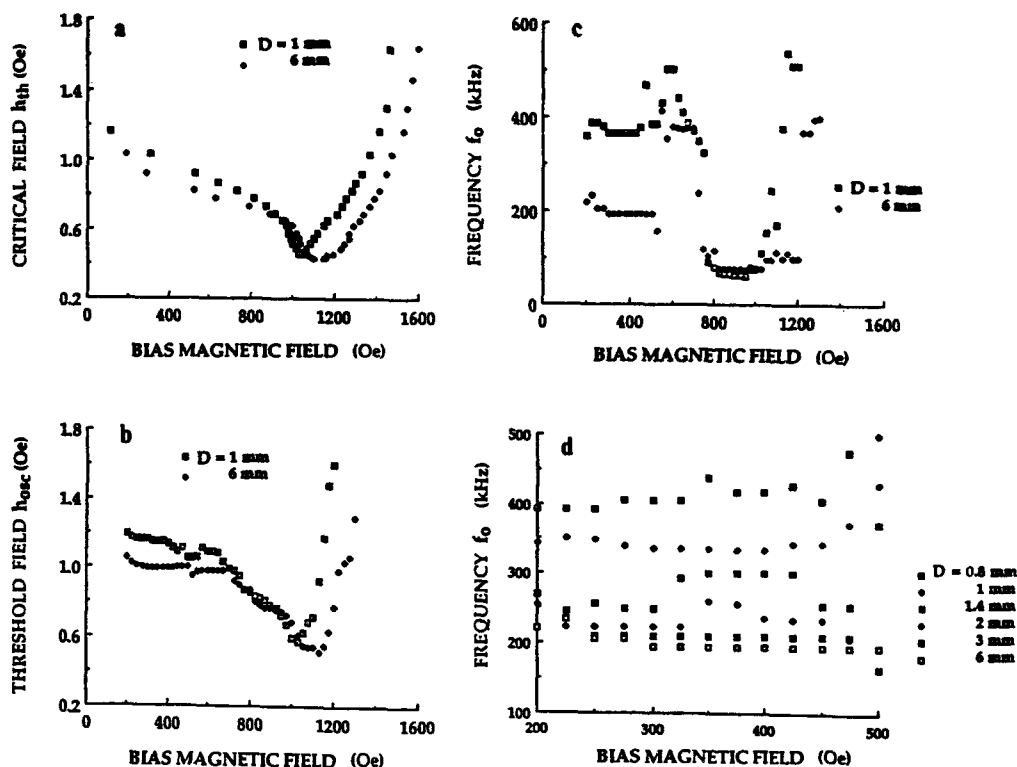 a
D = 1 mm
6 mm
CRITICAL FIELD hth (Oe)
1.8
1.4
1.0
0.6
0.2
0
400
800
1200
1600
BIAS MAGNETIC FIELD (Oe)
c
D = 1 mm
6 mm
FREQUENCY fo (kHz)
600
400
200
0
0
400
800
1200
1600
BIAS MAGNETIC FIELD (Oe)
b
D = 1 mm
6 mm
THRESHOLD FIELD hosc (Oe)
1.8
1.4
1.0
0.6
0.2
0
400
800
1200
1600
BIAS MAGNETIC FIELD (Oe)
d
D = 0.8 mm
1 mm
1.4 mm
2 mm
3 mm
6 mm
FREQUENCY fo (kHz)
500
400
300
200
100
200
300
400
500
BIAS MAGNETIC FIELD (Oe)